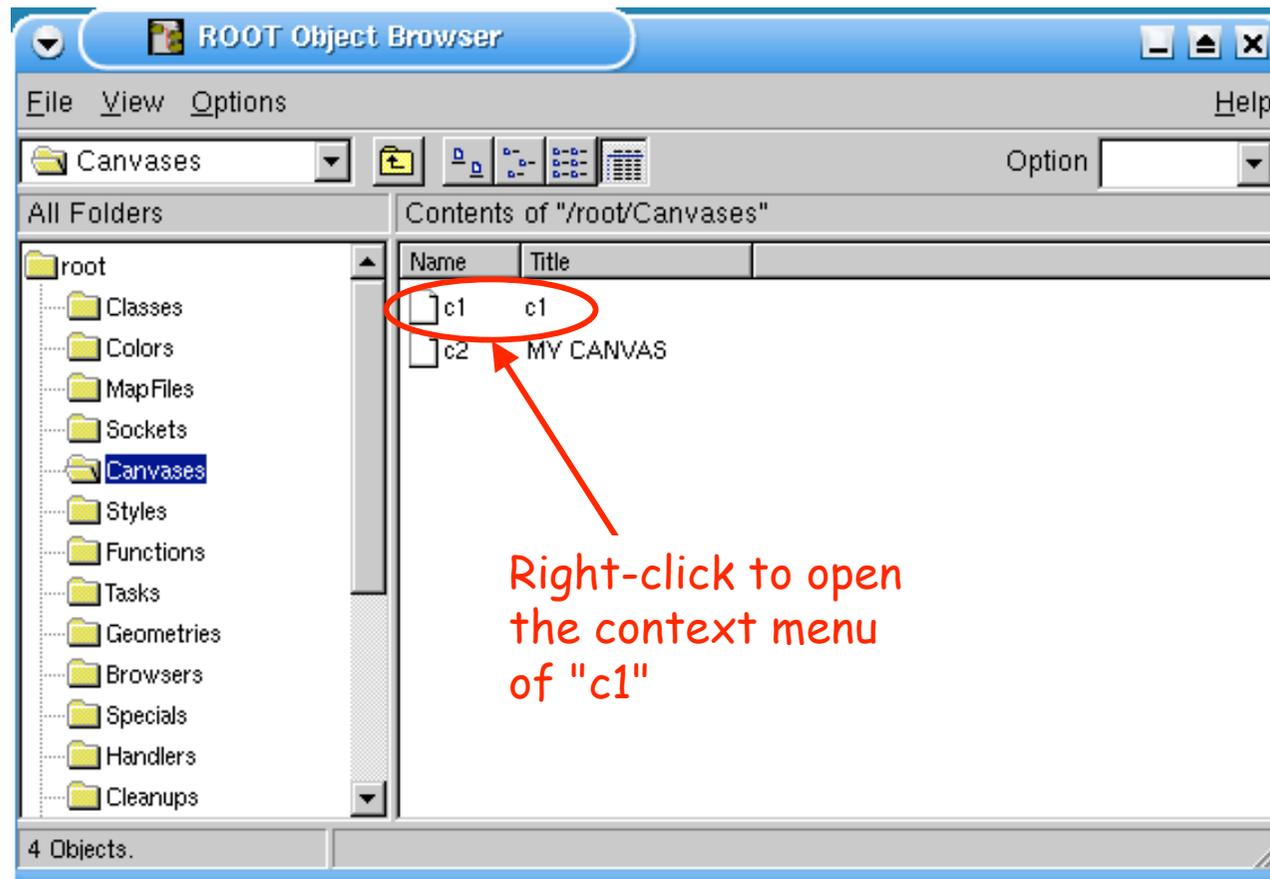 ROOT Object Browser
File View Options Help
Canvases Option
All Folders Contents of "/root/Canvases"
root
Classes
Colors
MapFiles
Sockets
Canvases
Styles
Functions
Tasks
Geometries
Browsers
Specials
Handlers
Cleanups
Name Title
c1 c1
c2 MY CANVAS
Right-click to open
the context menu
of "c1"
4 Objects.